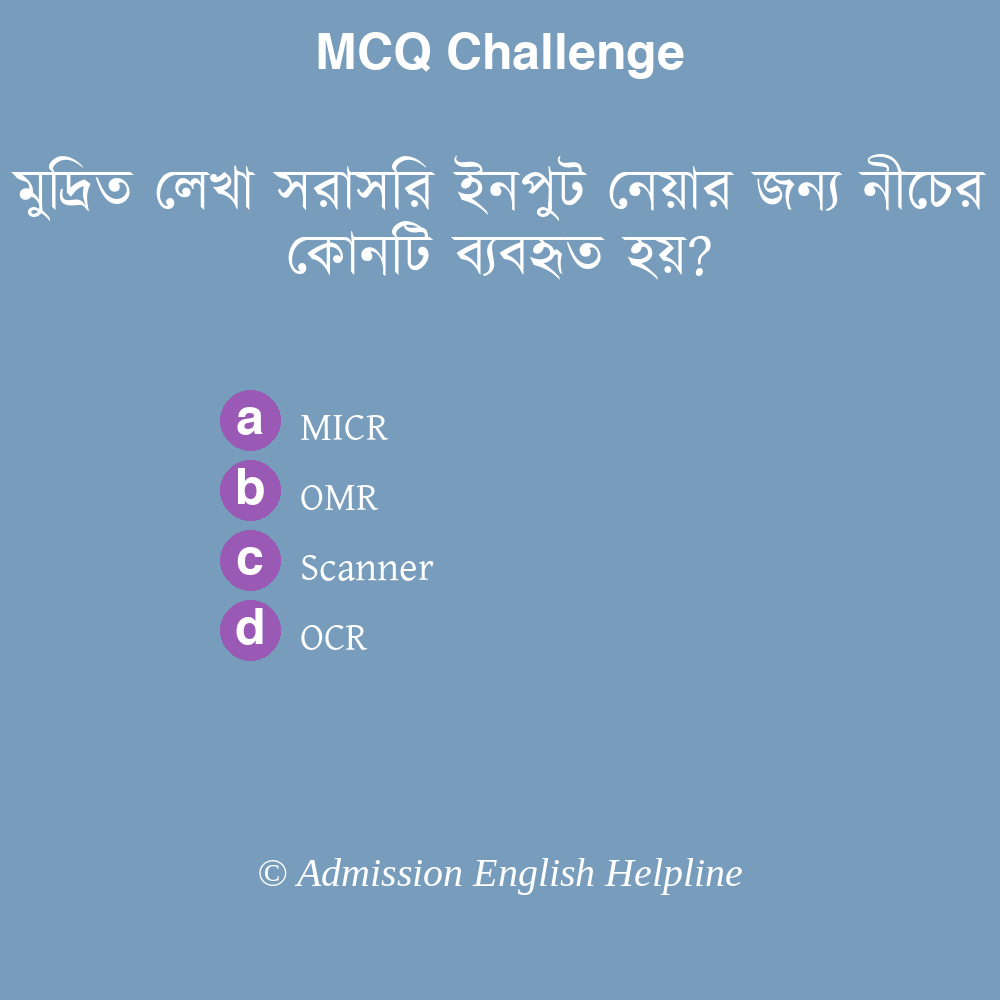 MCQ Challenge
মুদ্রিত লেখা সরাসরি ইনপুট নেয়ার জন্য নীচের
কোনটি ব্যবহৃত হয়?
a MICR
b OMR
c Scanner
d OCR
© Admission English Helpline